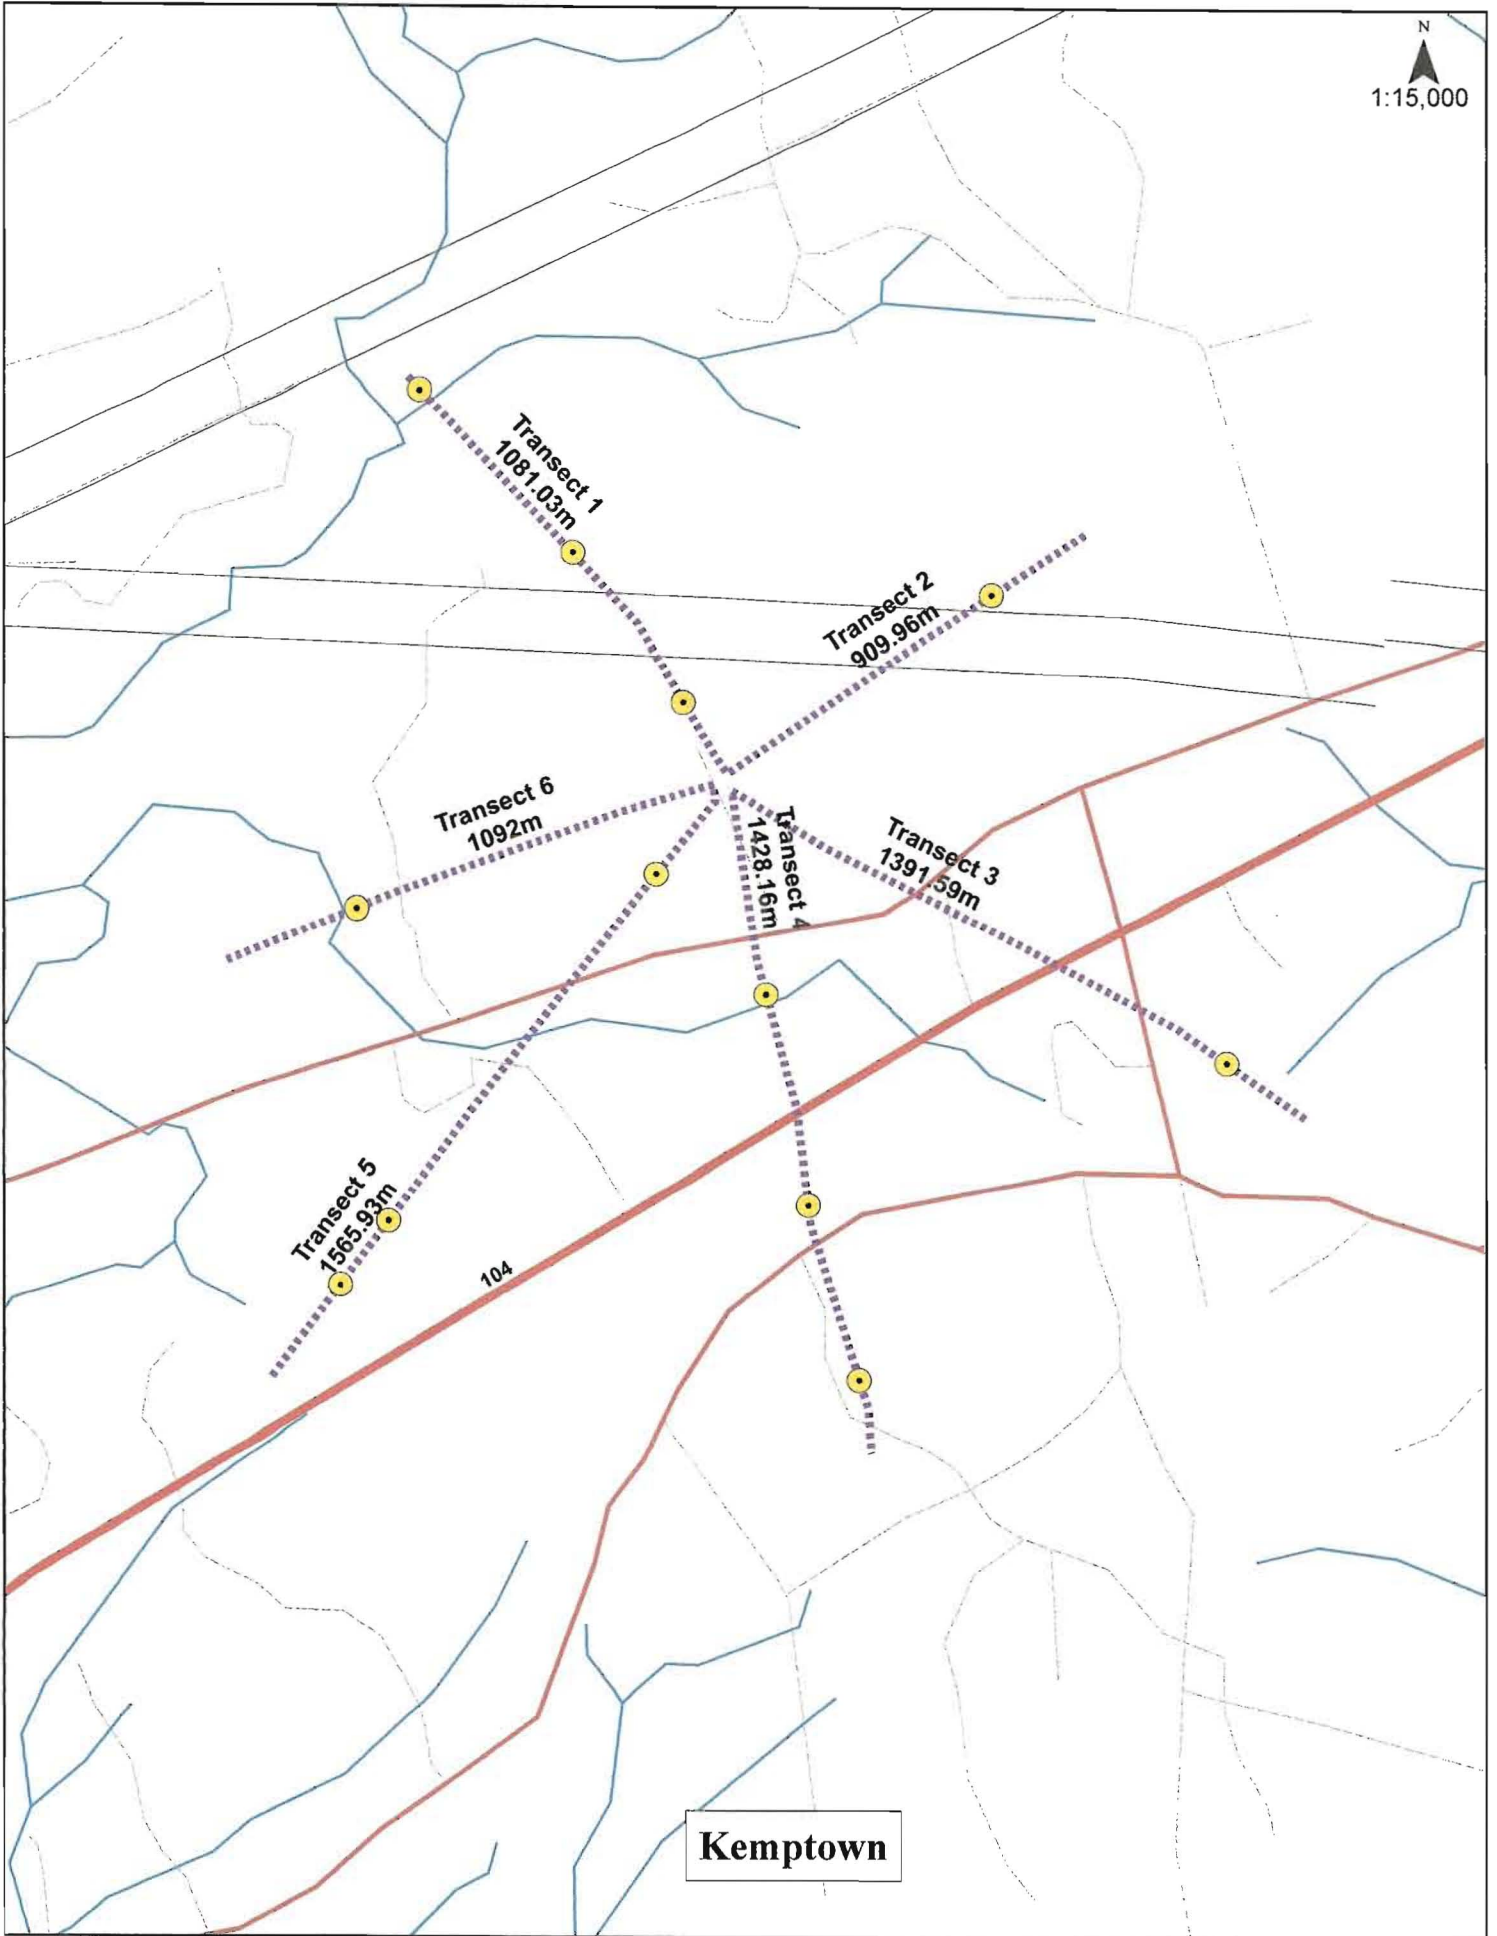 N
1:15,000
Transect 1
1081.03m
Transect 2
909.96m
Transect 6
1092m
Transect 4
1428.16m
Transect 3
1391.59m
Transect 5
1565.93m
104
Kemptown